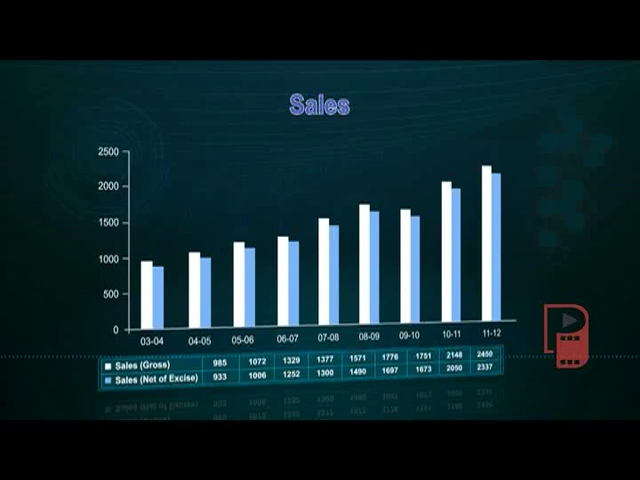 Sales
2500
2000
1500
1000
500
0
03-04 04-05 05-06 06-07 07-08 08-09 09-10 10-11 11-12
Sales (Gross) 985 1072 1329 1377 1571 1776 1751 2148 2450
Sales (Net of Excise) 933 1006 1252 1300 1490 1697 1673 2050 2337